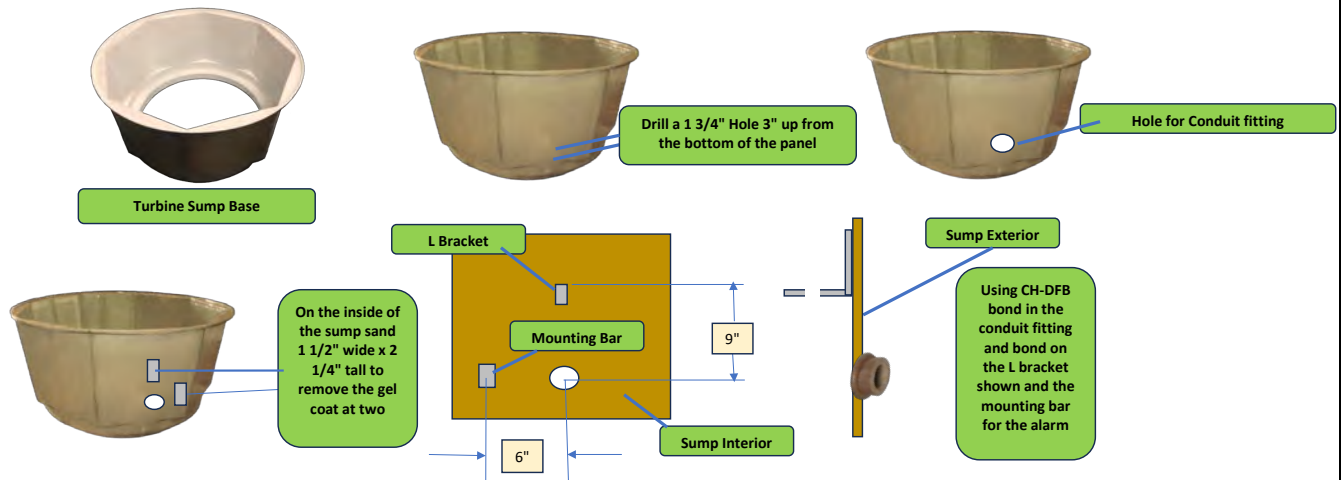 Turbine Sump Base
Drill a 1 3/4" Hole 3" up from
the bottom of the panel
Hole for Conduit fitting
On the inside of
the sump sand
1 1/2" wide x 2
1/4" tall to
remove the gel
coat at two
L Bracket
Mounting Bar
9"
6"
Sump Interior
Sump Exterior
Using CH-DFB
bond in the
conduit fitting
and bond on
the L bracket
shown and the
mounting bar
for the alarm